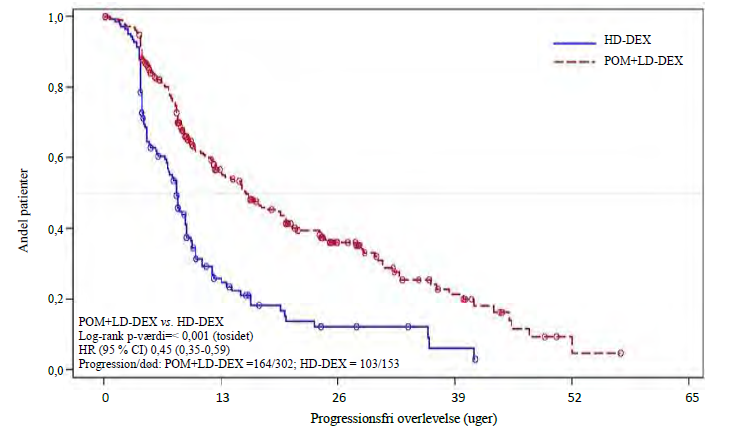 1,0
0,8
0,6
0,4
0,2
0,0
Andel patienter
HD-DEX
POM+LD-DEX
POM+LD-DEX vs. HD-DEX
Log-rank p-værdi=< 0,001 (tosidet)
HR (95 % CI) 0,45 (0,35-0,59)
Progression/død: POM+LD-DEX =164/302; HD-DEX = 103/153
0 13 26 39 52 65
Progressionsfri overlevelse (uger)